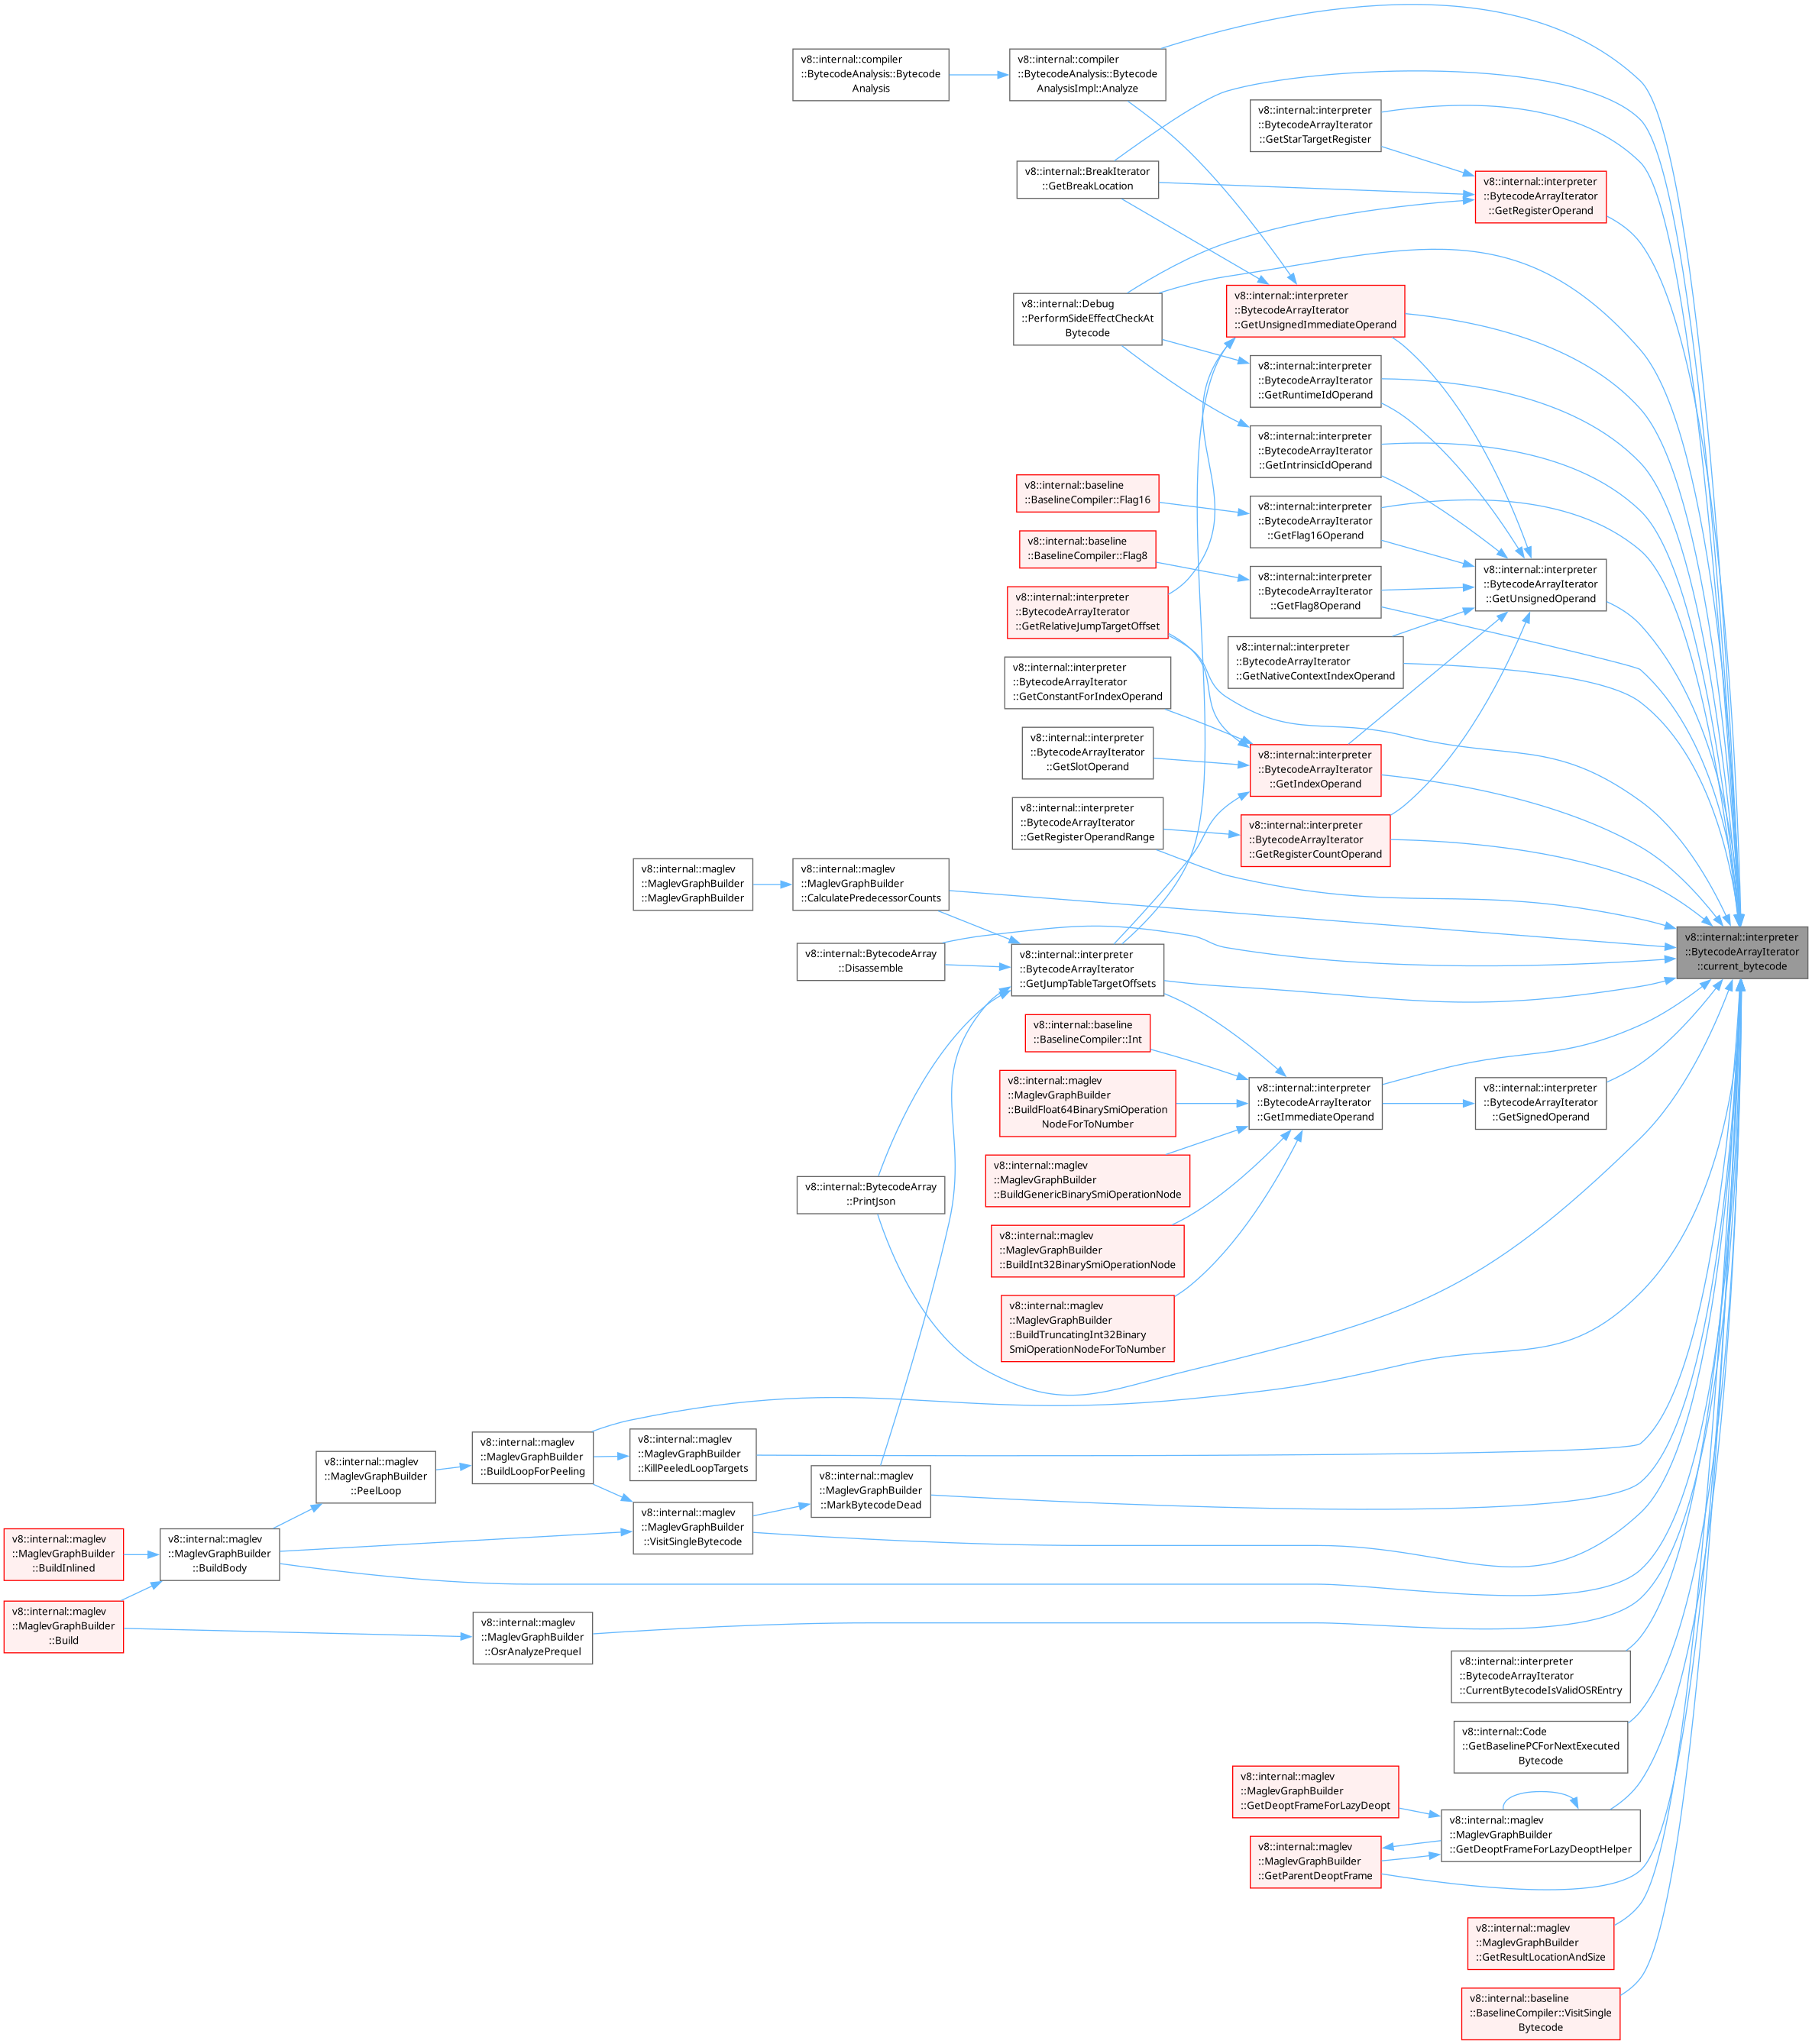 v8::internal::compiler
::BytecodeAnalysis::Bytecode
Analysis
v8::internal::compiler
::BytecodeAnalysis::Bytecode
AnalysisImpl::Analyze
v8::internal::interpreter
::BytecodeArrayIterator
::GetStarTargetRegister
v8::internal::BreakIterator
::GetBreakLocation
v8::internal::interpreter
::BytecodeArrayIterator
::GetRegisterOperand
v8::internal::Debug
::PerformSideEffectCheckAt
Bytecode
v8::internal::interpreter
::BytecodeArrayIterator
::GetUnsignedImmediateOperand
v8::internal::interpreter
::BytecodeArrayIterator
::GetRuntimeIdOperand
v8::internal::interpreter
::BytecodeArrayIterator
::GetIntrinsicIdOperand
v8::internal::baseline
::BaselineCompiler::Flag16
v8::internal::interpreter
::BytecodeArrayIterator
::GetFlag16Operand
v8::internal::baseline
::BaselineCompiler::Flag8
v8::internal::interpreter
::BytecodeArrayIterator
::GetFlag8Operand
v8::internal::interpreter
::BytecodeArrayIterator
::GetUnsignedOperand
v8::internal::interpreter
::BytecodeArrayIterator
::GetRelativeJumpTargetOffset
v8::internal::interpreter
::BytecodeArrayIterator
::GetNativeContextIndexOperand
v8::internal::interpreter
::BytecodeArrayIterator
::GetConstantForIndexOperand
v8::internal::interpreter
::BytecodeArrayIterator
::GetSlotOperand
v8::internal::interpreter
::BytecodeArrayIterator
::GetIndexOperand
v8::internal::interpreter
::BytecodeArrayIterator
::GetRegisterOperandRange
v8::internal::interpreter
::BytecodeArrayIterator
::GetRegisterCountOperand
v8::internal::maglev
::MaglevGraphBuilder
::MaglevGraphBuilder
v8::internal::maglev
::MaglevGraphBuilder
::CalculatePredecessorCounts
v8::internal::BytecodeArray
::Disassemble
v8::internal::interpreter
::BytecodeArrayIterator
::GetJumpTableTargetOffsets
v8::internal::interpreter
::BytecodeArrayIterator
::current_bytecode
v8::internal::baseline
::BaselineCompiler::Int
v8::internal::maglev
::MaglevGraphBuilder
::BuildFloat64BinarySmiOperation
NodeForToNumber
v8::internal::interpreter
::BytecodeArrayIterator
::GetImmediateOperand
v8::internal::interpreter
::BytecodeArrayIterator
::GetSignedOperand
v8::internal::maglev
::MaglevGraphBuilder
::BuildGenericBinarySmiOperationNode
v8::internal::BytecodeArray
::PrintJson
v8::internal::maglev
::MaglevGraphBuilder
::BuildInt32BinarySmiOperationNode
v8::internal::maglev
::MaglevGraphBuilder
::BuildTruncatingInt32Binary
SmiOperationNodeForToNumber
v8::internal::maglev
::MaglevGraphBuilder
::PeelLoop
v8::internal::maglev
::MaglevGraphBuilder
::BuildLoopForPeeling
v8::internal::maglev
::MaglevGraphBuilder
::KillPeeledLoopTargets
v8::internal::maglev
::MaglevGraphBuilder
::MarkBytecodeDead
v8::internal::maglev
::MaglevGraphBuilder
::VisitSingleBytecode
v8::internal::maglev
::MaglevGraphBuilder
::BuildInlined
v8::internal::maglev
::MaglevGraphBuilder
::BuildBody
v8::internal::maglev
::MaglevGraphBuilder
::Build
v8::internal::maglev
::MaglevGraphBuilder
::OsrAnalyzePrequel
v8::internal::interpreter
::BytecodeArrayIterator
::CurrentBytecodeIsValidOSREntry
v8::internal::Code
::GetBaselinePCForNextExecuted
Bytecode
v8::internal::maglev
::MaglevGraphBuilder
::GetDeoptFrameForLazyDeopt
v8::internal::maglev
::MaglevGraphBuilder
::GetDeoptFrameForLazyDeoptHelper
v8::internal::maglev
::MaglevGraphBuilder
::GetParentDeoptFrame
v8::internal::maglev
::MaglevGraphBuilder
::GetResultLocationAndSize
v8::internal::baseline
::BaselineCompiler::VisitSingle
Bytecode